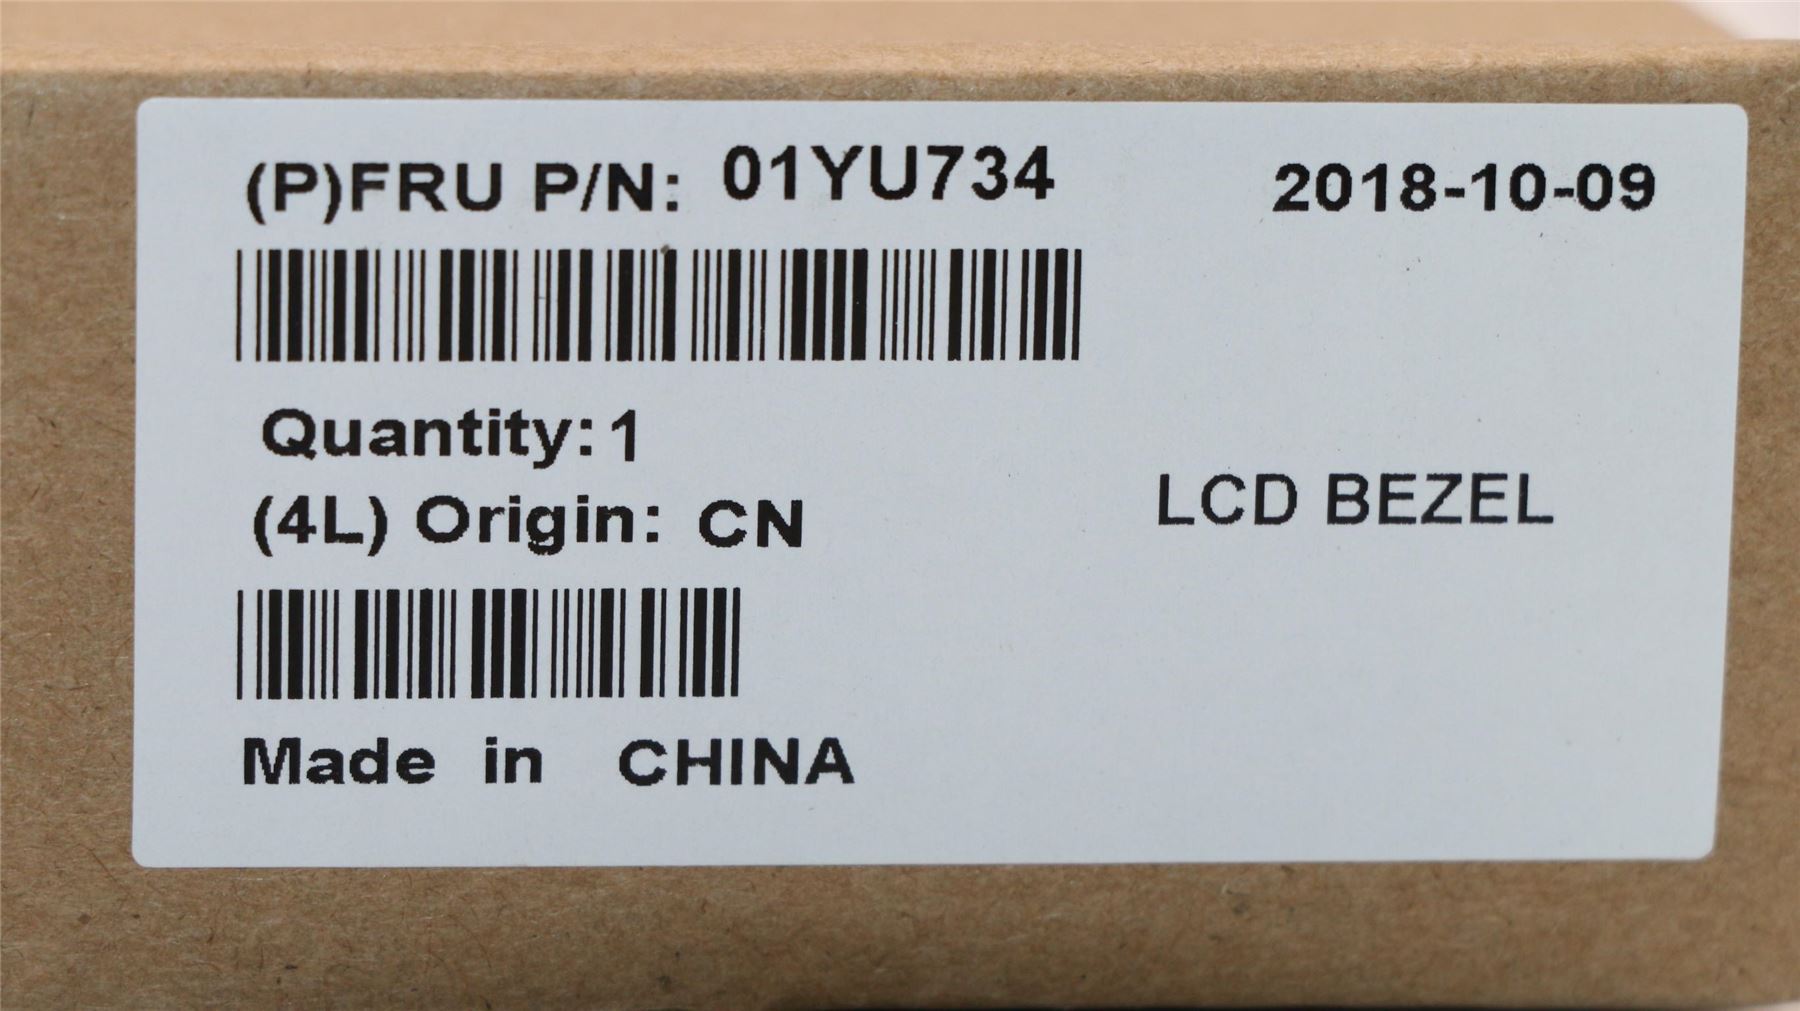 (P)FRU P/N: 01YU734
2018-10-09
Quantity:1
(4L) Origin: CN
LCD BEZEL
Made in CHINA